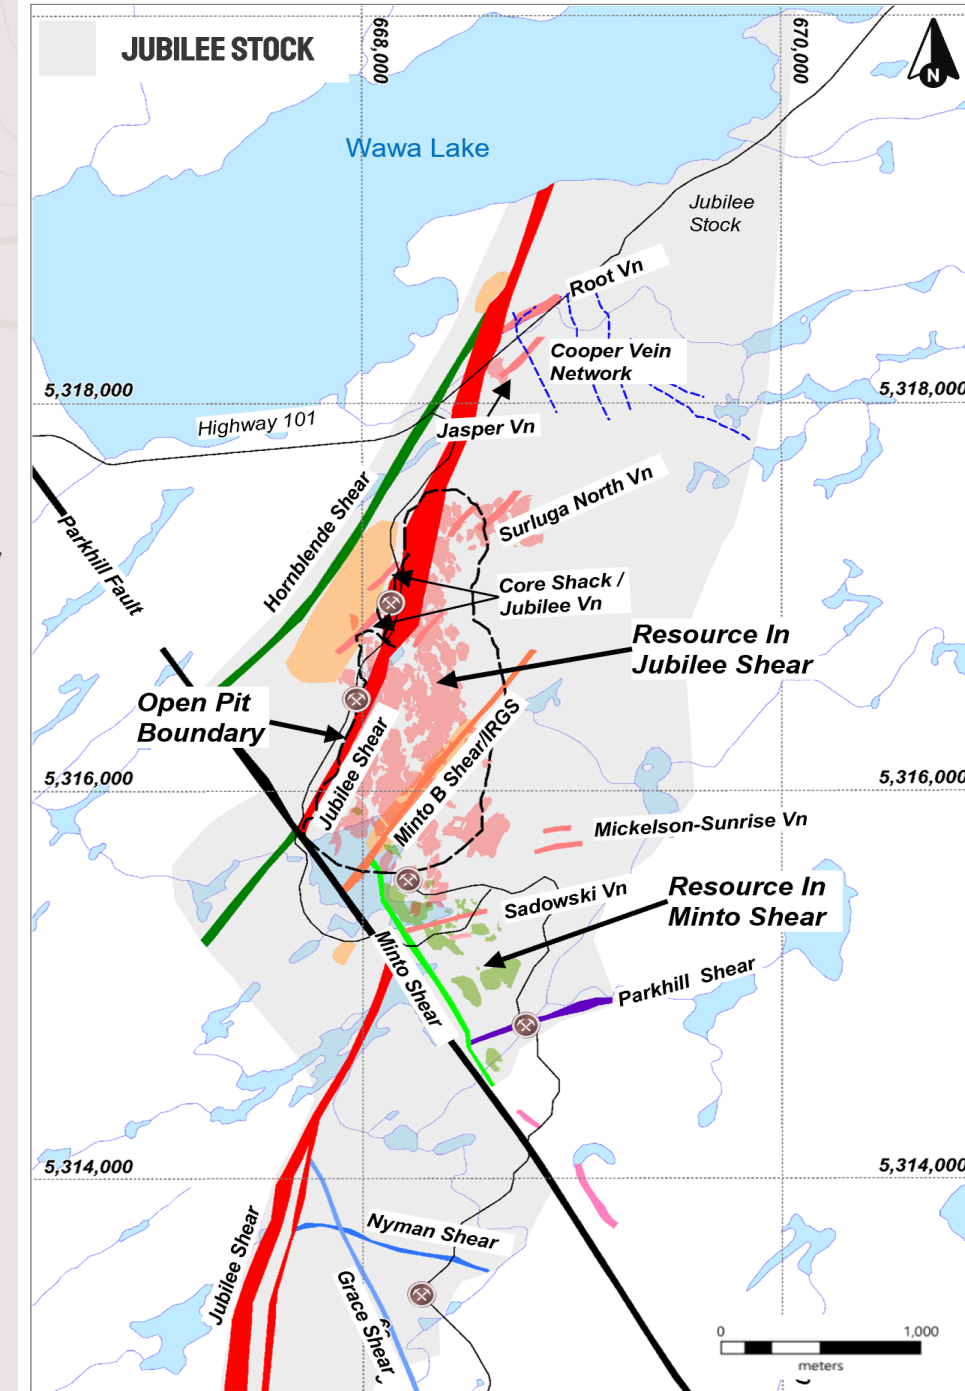 JUBILEE STOCK
668,000
670,000
N
Wawa Lake
Jubilee
Stock
Root Vn
Cooper Vein
Network
5,318,000
5,318,000
Highway 101
Jasper Vn
Surluga North Vn
Hornblende Shear
Parkhill Fault
Core Shack /
Jubilee Vn
Resource In
Jubilee Shear
Open Pit
Boundary
Jubilee Shear
Minto B Shear/IRGS
5,316,000
5,316,000
Mickelson-Sunrise Vn
Sadowski Vn
Resource In
Minto Shear
Minto Shear
Parkhill Shear
5,314,000
5,314,000
Jubilee Shear
Nyman Shear
Grace Shear
0
1,000
meters